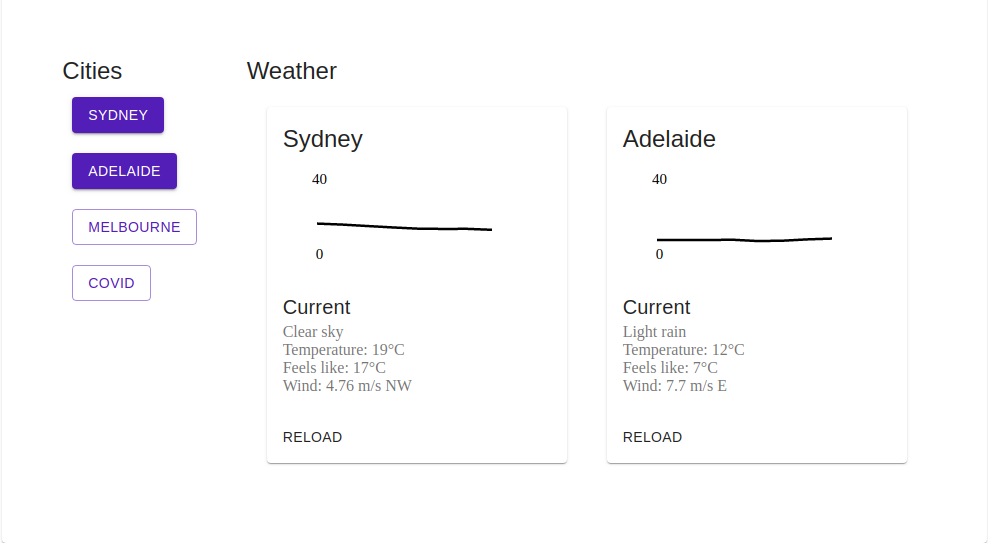 Cities
SYDNEY
ADELAIDE
MELBOURNE
COVID
Weather
Sydney
40
0
Current
Clear sky
Temperature: 19°C
Feels like: 17°C
Wind: 4.76 m/s NW
RELOAD
Adelaide
40
0
Current
Light rain
Temperature: 12°C
Feels like: 7°C
Wind: 7.7 m/s E
RELOAD